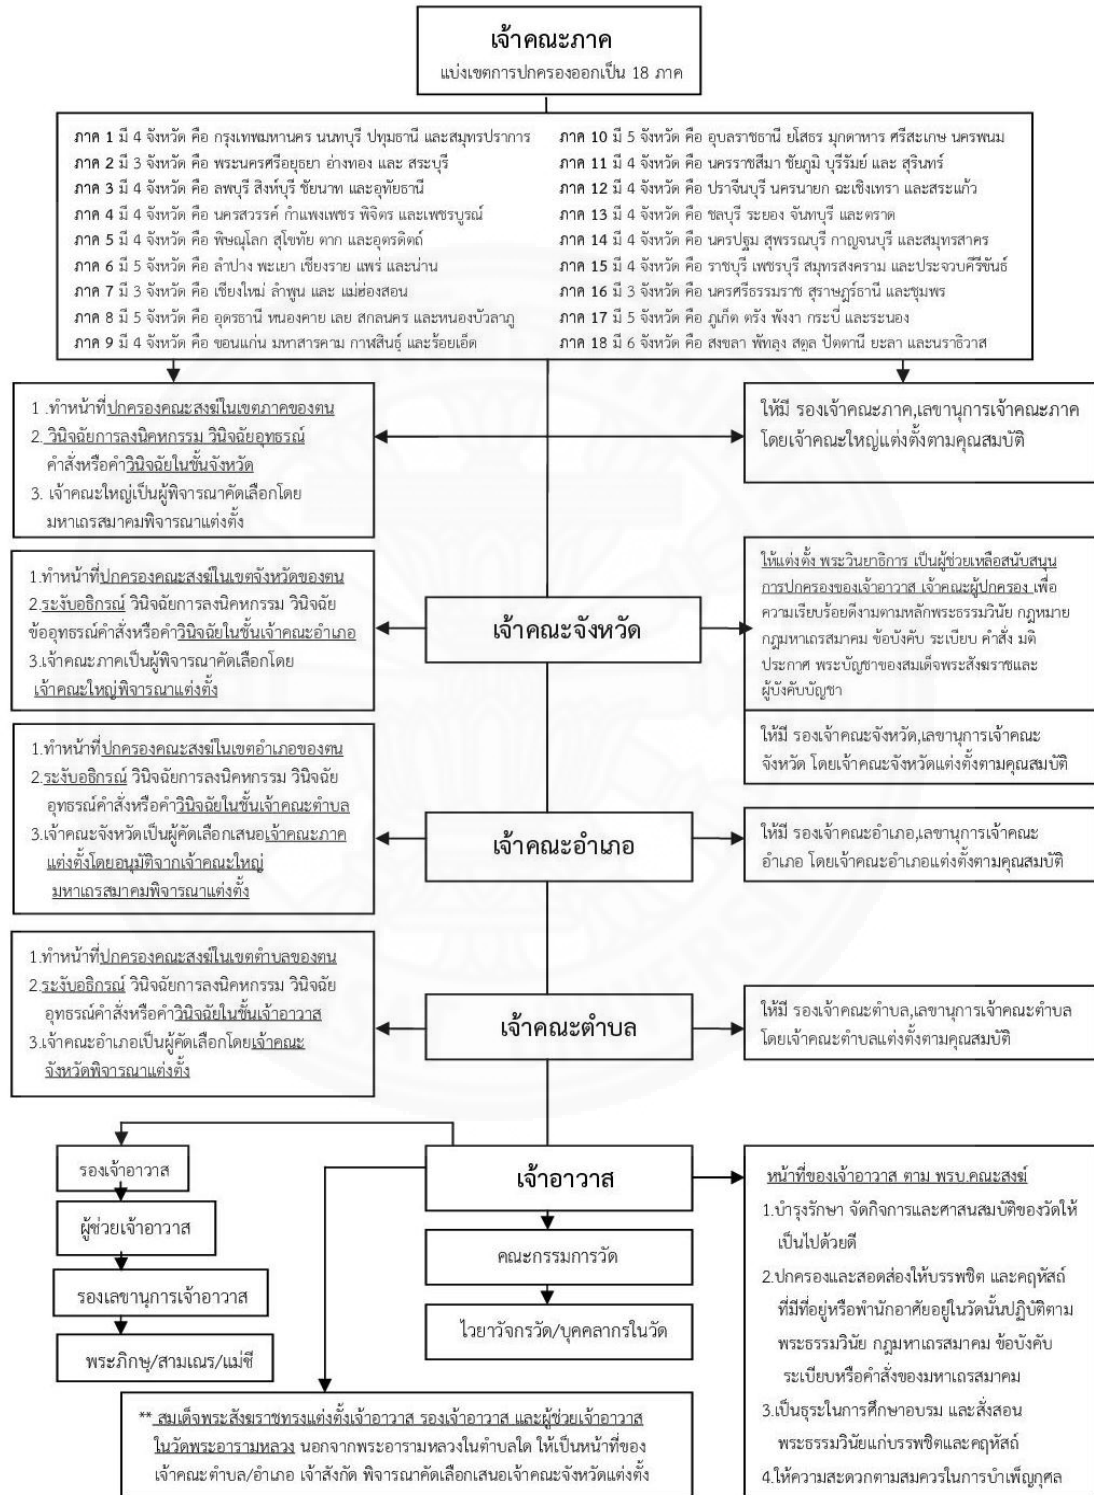 เจ้าคณะภาค
แบ่งเขตการปกครองออกเป็น 18 ภาค
ภาค 1 มี 4 จังหวัด คือ กรุงเทพมหานคร นนทบุรี ปทุมธานี และสมุทรปราการ
ภาค 2 มี 3 จังหวัด คือ พระนครศรีอยุธยา อ่างทอง และ สระบุรี
ภาค 3 มี 4 จังหวัด คือ ลพบุรี สิงห์บุรี ชัยนาท และอุทัยธานี
ภาค 4 มี 4 จังหวัด คือ นครสวรรค์ กำแพงเพชร พิจิตร และเพชรบูรณ์
ภาค 5 มี 4 จังหวัด คือ พิษณุโลก สุโขทัย ตาก และอุตรดิตถ์
ภาค 6 มี 5 จังหวัด คือ ลำปาง พะเยา เชียงราย แพร่ และน่าน
ภาค 7 มี 3 จังหวัด คือ เชียงใหม่ ลำพูน และ แม่ฮ่องสอน
ภาค 8 มี 5 จังหวัด คือ อุดรธานี หนองคาย เลย สกลนคร และหนองบัวลาภู
ภาค 9 มี 4 จังหวัด คือ ขอนแก่น มหาสารคาม กาฬสินธุ์ และร้อยเอ็ด
ภาค 10 มี 5 จังหวัด คือ อุบลราชธานี ยโสธร มุกดาหาร ศรีสะเกษ นครพนม
ภาค 11 มี 4 จังหวัด คือ นครราชสีมา ชัยภูมิ บุรีรัมย์ และ สุรินทร์
ภาค 12 มี 4 จังหวัด คือ ปราจีนบุรี นครนายก ฉะเชิงเทรา และสระแก้ว
ภาค 13 มี 4 จังหวัด คือ ชลบุรี ระยอง จันทบุรี และตราด
ภาค 14 มี 4 จังหวัด คือ นครปฐม สุพรรณบุรี กาญจนบุรี และสมุทรสาคร
ภาค 15 มี 4 จังหวัด คือ ราชบุรี เพชรบุรี สมุทรสงคราม และประจวบคีรีขันธ์
ภาค 16 มี 3 จังหวัด คือ นครศรีธรรมราช สุราษฎร์ธานี และชุมพร
ภาค 17 มี 5 จังหวัด คือ ภูเก็ต ตรัง พังงา กระบี่ และระนอง
ภาค 18 มี 6 จังหวัด คือ สงขลา พัทลุง สตูล ปัตตานี ยะลา และนราธิวาส
1 .ทำหน้าที่ปกครองคณะสงฆ์ในเขตภาคของตน
2. วินิจฉัยการลงนิคหกรรม วินิจฉัยอุทธรณ์
คำสั่งหรือคำวินิจฉัยในชั้นจังหวัด
3. เจ้าคณะใหญ่เป็นผู้พิจารณาคัดเลือกโดย
มหาเถรสมาคมพิจารณาแต่งตั้ง
ให้มี รองเจ้าคณะภาค,เลขานุการเจ้าคณะภาค
โดยเจ้าคณะใหญ่แต่งตั้งตามคุณสมบัติ
1.ทำหน้าที่ปกครองคณะสงฆ์ในเขตจังหวัดของตน
2.ระงับอธิกรณ์ วินิจฉัยการลงนิคหกรรม วินิจฉัย
ข้ออุทธรณ์คำสั่งหรือคำวินิจฉัยในชั้นเจ้าคณะอำเภอ
3.เจ้าคณะภาคเป็นผู้พิจารณาคัดเลือกโดย
เจ้าคณะใหญ่พิจารณาแต่งตั้ง
เจ้าคณะจังหวัด
ให้แต่งตั้ง พระวินยาธิการ เป็นผู้ช่วยเหลือสนับสนุน
การปกครองของเจ้าอาวาส เจ้าคณะผู้ปกครอง เพื่อ
ความเรียบร้อยดีงามตามหลักพระธรรมวินัย กฎหมาย
กฎมหาเถรสมาคม ข้อบังคับ ระเบียบ คำสั่ง มติ
ประกาศ พระบัญชาของสมเด็จพระสังฆราชและ
ผู้บังคับบัญชา
ให้มี รองเจ้าคณะจังหวัด,เลขานุการเจ้าคณะ
จังหวัด โดยเจ้าคณะจังหวัดแต่งตั้งตามคุณสมบัติ
1.ทำหน้าที่ปกครองคณะสงฆ์ในเขตอำเภอของตน
2.ระงับอธิกรณ์ วินิจฉัยการลงนิคหกรรม วินิจฉัย
อุทธรณ์คำสั่งหรือคำวินิจฉัยในชั้นเจ้าคณะตำบล
3.เจ้าคณะจังหวัดเป็นผู้คัดเลือกเสนอเจ้าคณะภาค
แต่งตั้งโดยอนุมัติจากเจ้าคณะใหญ่
มหาเถรสมาคมพิจารณาแต่งตั้ง
เจ้าคณะอำเภอ
ให้มี รองเจ้าคณะอำเภอ,เลขานุการเจ้าคณะ
อำเภอ โดยเจ้าคณะอำเภอแต่งตั้งตามคุณสมบัติ
1.ทำหน้าที่ปกครองคณะสงฆ์ในเขตตำบลของตน
2.ระงับอธิกรณ์ วินิจฉัยการลงนิคหกรรม วินิจฉัย
อุทธรณ์คำสั่งหรือคำวินิจฉัยในชั้นเจ้าอาวาส
3.เจ้าคณะอำเภอเป็นผู้คัดเลือกโดยเจ้าคณะ
จังหวัดพิจารณาแต่งตั้ง
เจ้าคณะตำบล
ให้มี รองเจ้าคณะตำบล,เลขานุการเจ้าคณะตำบล
โดยเจ้าคณะตำบลแต่งตั้งตามคุณสมบัติ
รองเจ้าอาวาส
ผู้ช่วยเจ้าอาวาส
รองเลขานุการเจ้าอาวาส
พระภิกษุ/สามเณร/แม่ชี
เจ้าอาวาส
คณะกรรมการวัด
ไวยาวัจกรวัด/บุคคลากรในวัด
หน้าที่ของเจ้าอาวาส ตาม พรบ.คณะสงฆ์
1.บำรุงรักษา จัดกิจการและศาสนสมบัติของวัดให้
เป็นไปด้วยดี
2.ปกครองและสอดส่องให้บรรพชิต และคฤหัสถ์
ที่มีที่อยู่หรือพำนักอาศัยอยู่ในวัดนั้นปฏิบัติตาม
พระธรรมวินัย กฎมหาเถรสมาคม ข้อบังคับ
ระเบียบหรือคำสั่งของมหาเถรสมาคม
3.เป็นธุระในการศึกษาอบรม และสั่งสอน
พระธรรมวินัยแก่บรรพชิตและคฤหัสถ์
4.ให้ความสะดวกตามสมควรในการบำเพ็ญกุศล
** สมเด็จพระสังฆราชทรงแต่งตั้งเจ้าอาวาส รองเจ้าอาวาส และผู้ช่วยเจ้าอาวาส
ในวัดพระอารามหลวง นอกจากพระอารามหลวงในตำบลใด ให้เป็นหน้าที่ของ
เจ้าคณะตำบล/อำเภอ เจ้าสังกัด พิจารณาคัดเลือกเสนอเจ้าคณะจังหวัดแต่งตั้ง